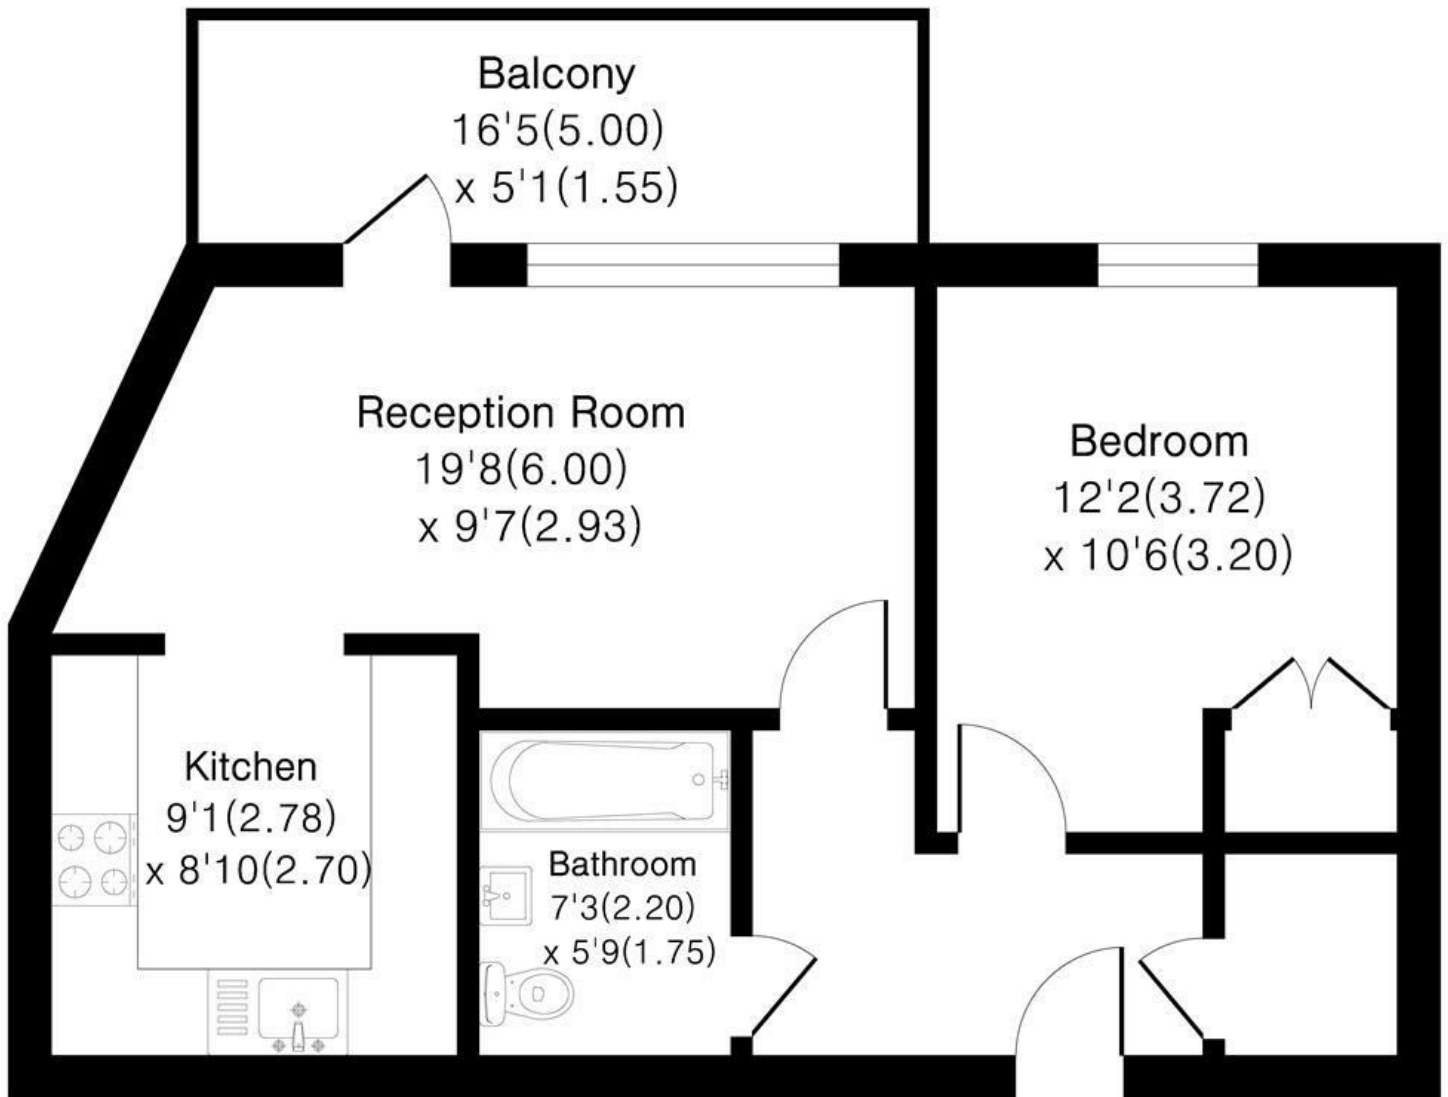 Balcony
16'5(5.00)
x 5'1(1.55)
Reception Room
19'8(6.00)
x 9'7(2.93)
Bedroom
12'2(3.72)
x 10'6(3.20)
Kitchen
9'1(2.78)
x 8'10(2.70)
Bathroom
7'3(2.20)
x 5'9(1.75)